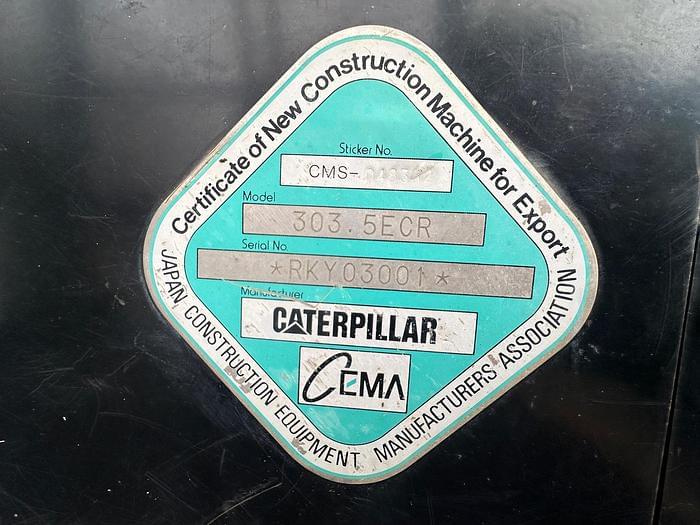 Certificate of New Construction Machine for Export
Sticker No.
CMS-
Model
303.5ECR
Serial No.
*RKY03001*
Manufacturer
CATERPILLAR
CEMA
JAPAN CONSTRUCTION EQUIPMENT MANUFACTURERS ASSOCIATION